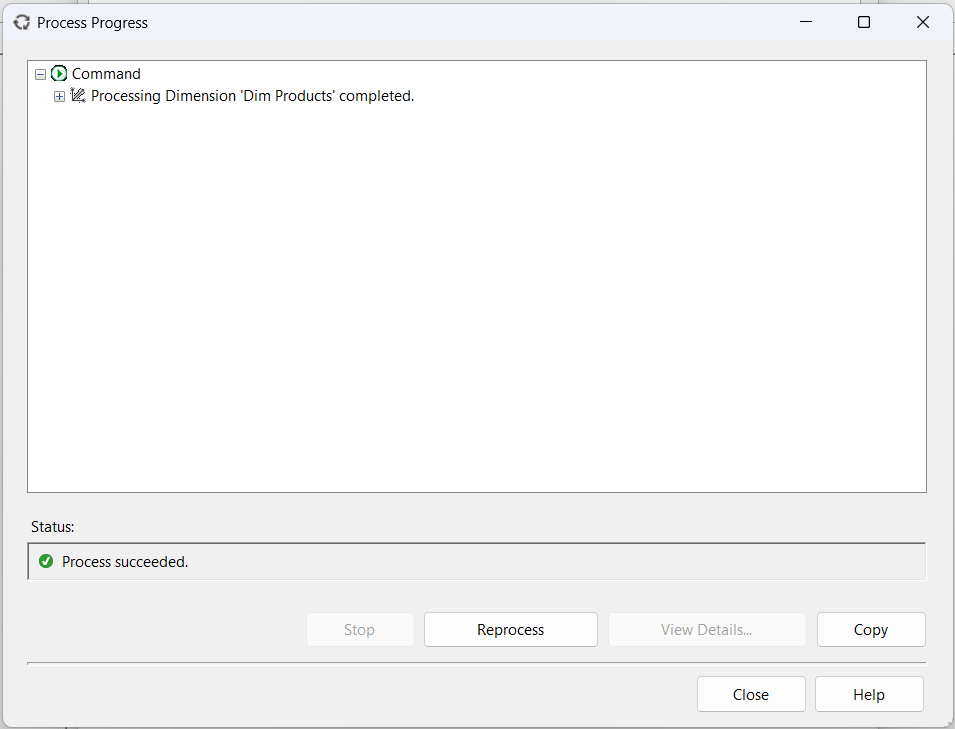 Process Progress
Command
Processing Dimension 'Dim Products' completed.
Status:
Process succeeded.
Stop Reprocess View Details... Copy
Close Help